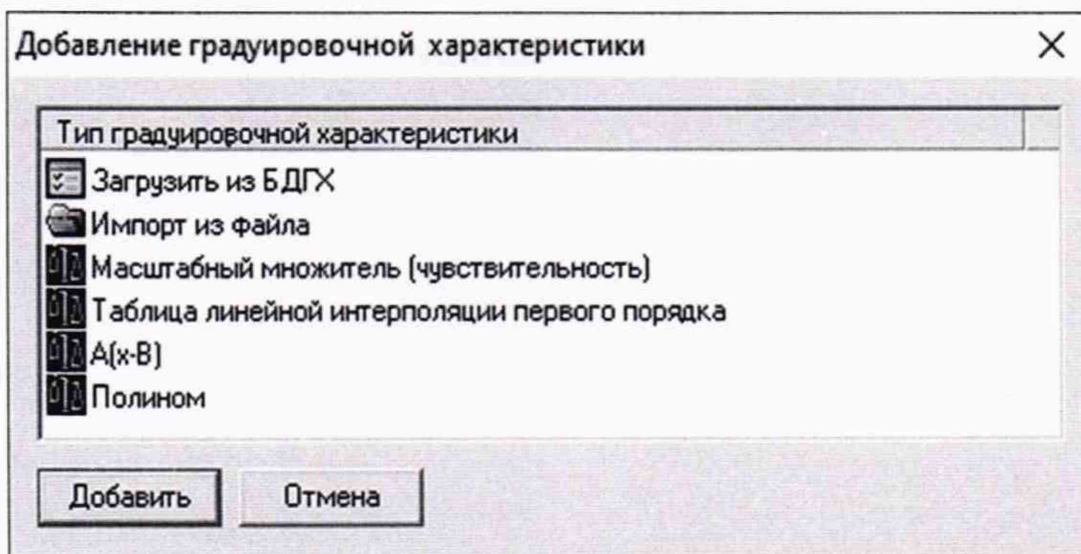 Добавление градуировочной характеристики
Тип градуировочной характеристики
Загрузить из БДГХ
Импорт из файла
Масштабный множитель (чувствительность)
Таблица линейной интерполяции первого порядка
A(x-B)
Полином
Добавить
Отмена